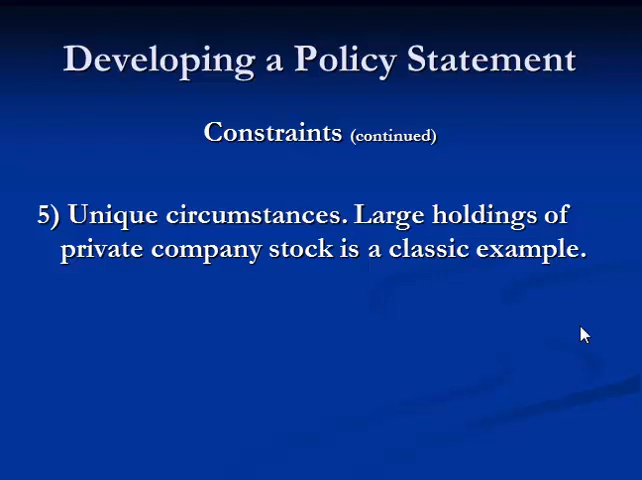 Developing a Policy Statement
Constraints (continued)
5) Unique circumstances. Large holdings of
private company stock is a classic example.